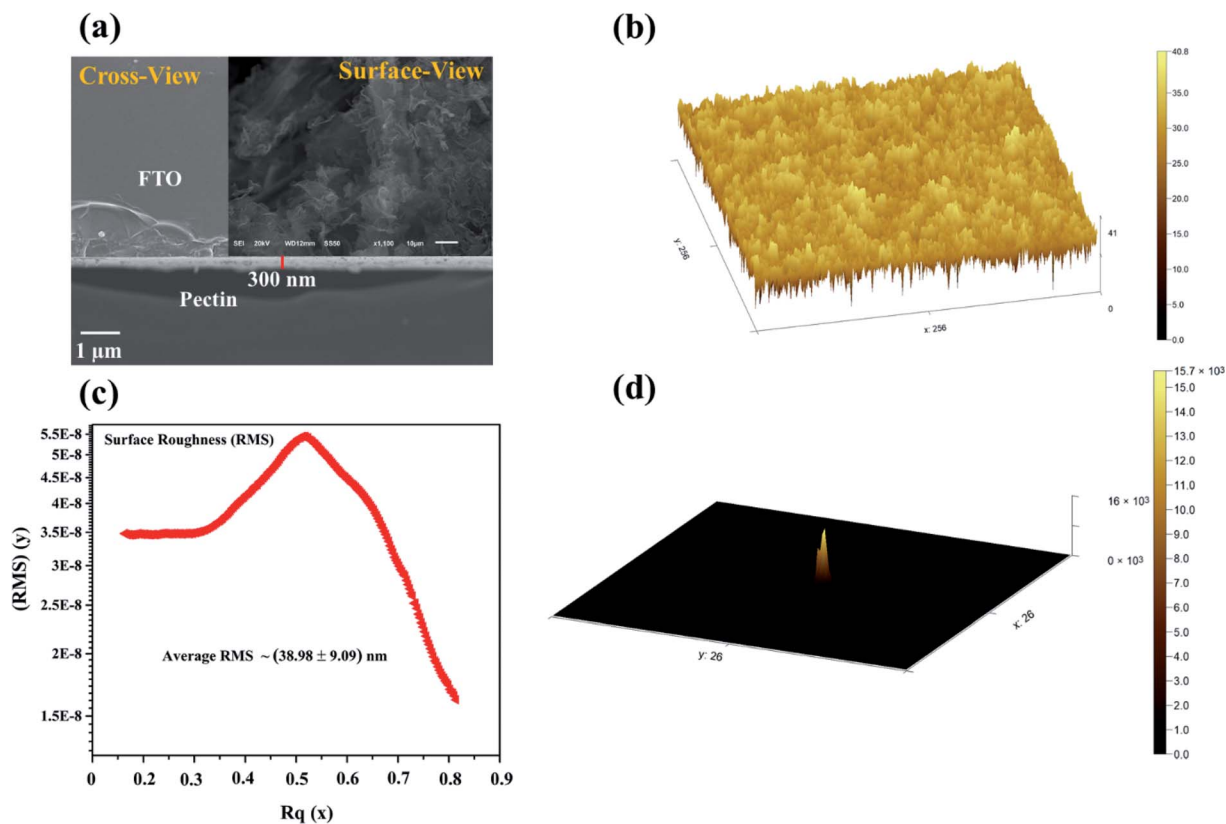 (a)
Cross-View
Surface-View
FTO
SEI 20kV WD12mm SS50 x1,100 10µm
300 nm
Pectin
1 µm
(b)
40.8
35.0
30.0
25.0
20.0
15.0
10.0
5.0
0.0
41
0
y: 256
x: 256
(c)
Surface Roughness (RMS)
5.5E-8
5E-8
4.5E-8
4E-8
3.5E-8
3E-8
2.5E-8
2E-8
1.5E-8
(RMS) (y)
Average RMS ~ (38.98 ± 9.09) nm
0 0.2 0.3 0.4 0.5 0.6 0.7 0.8 0.9
Rq (x)
(d)
15.7 × 10³
15.0
14.0
13.0
12.0
11.0
10.0
9.0
8.0
7.0
6.0
5.0
4.0
3.0
2.0
1.0
0.0
16 × 10³
0 × 10³
x: 26
y: 26